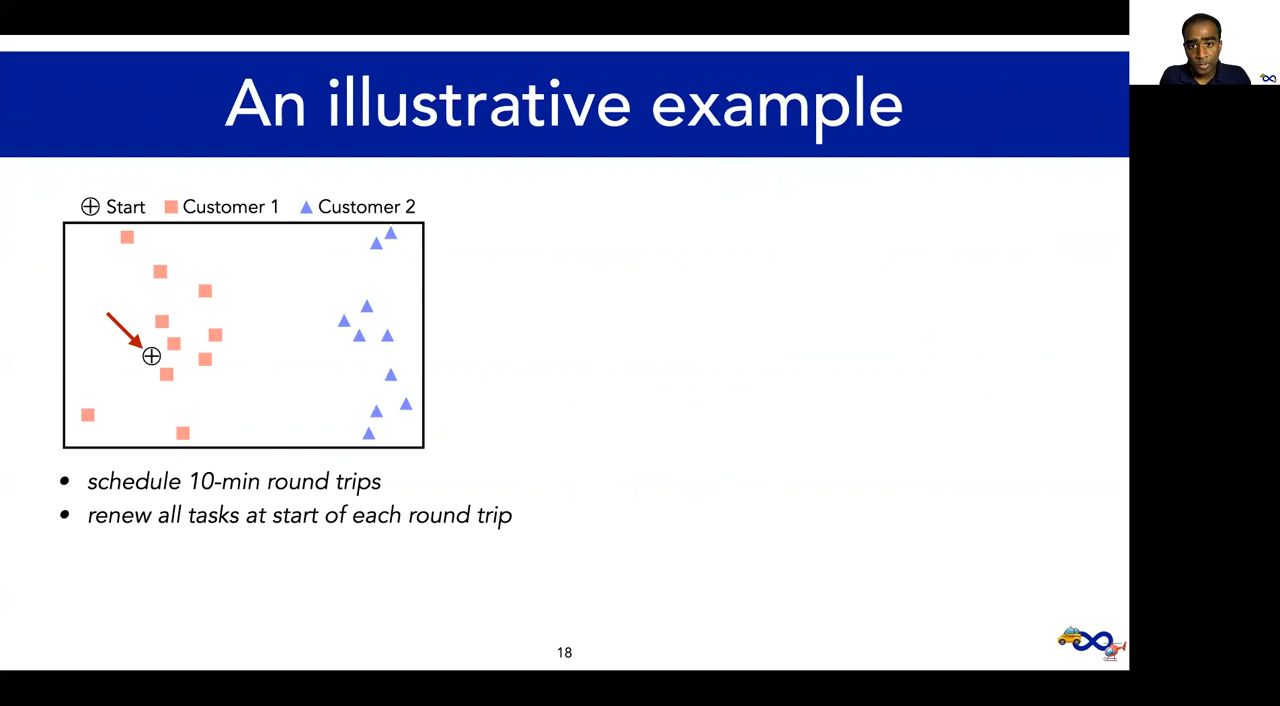 An illustrative example
Start Customer 1 Customer 2
• schedule 10-min round trips
• renew all tasks at start of each round trip
18